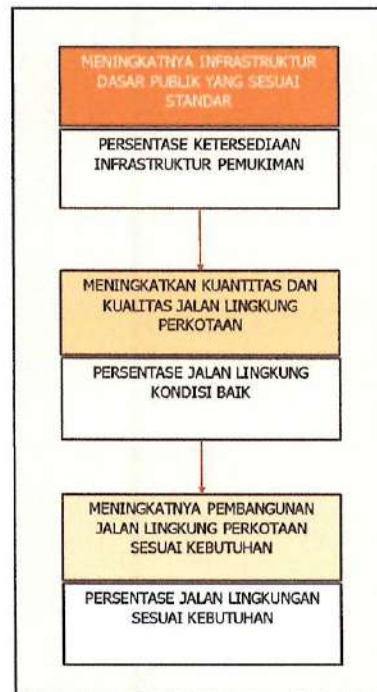 MENINGKATNYA INFRASTRUKTUR
DASAR PUBLIK YANG SESUAI
STANDAR
PERSENTASE KETERSEDIAAN
INFRASTRUKTUR PEMUKIMAN
MENINGKATKAN KUANTITAS DAN
KUALITAS JALAN LINGKUNG
PERKOTAAN
PERSENTASE JALAN LINGKUNG
KONDISI BAIK
MENINGKATNYA PEMBANGUNAN
JALAN LINGKUNG PERKOTAAN
SESUAI KEBUTUHAN
PERSENTASE JALAN LINGKUNGAN
SESUAI KEBUTUHAN